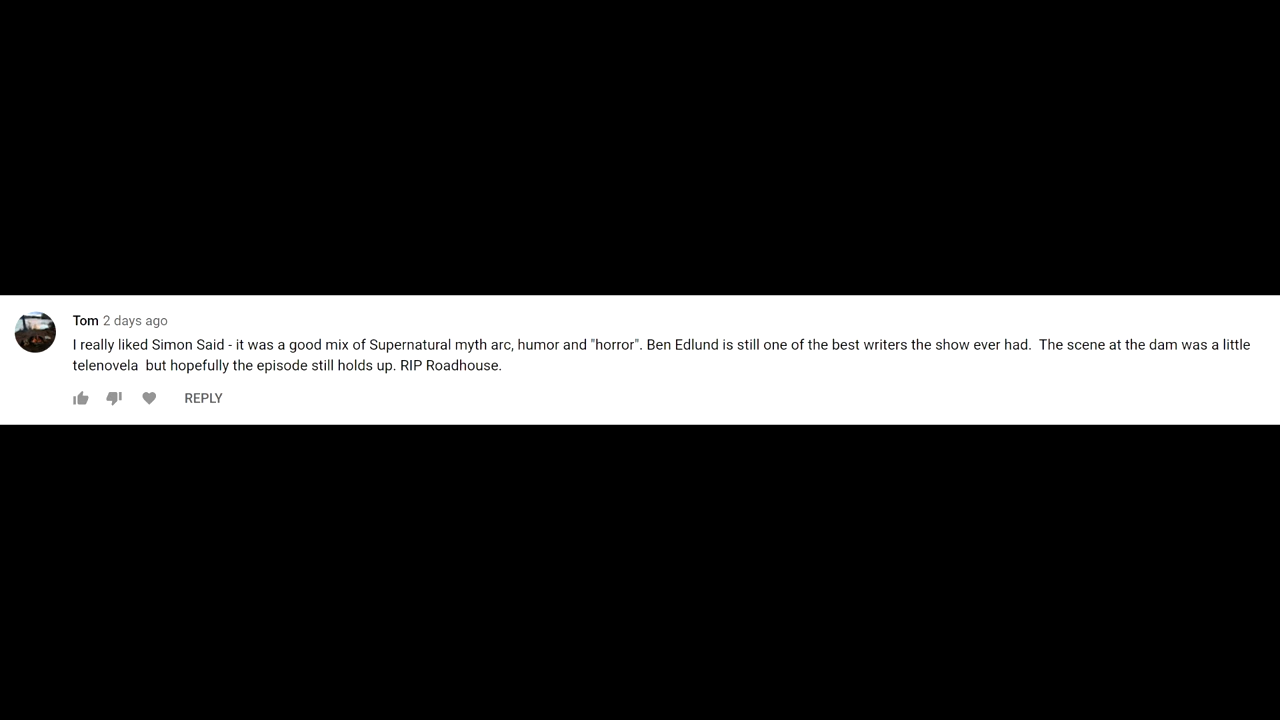 Tom 2 days ago
I really liked Simon Said - it was a good mix of Supernatural myth arc, humor and "horror". Ben Edlund is still one of the best writers the show ever had.  The scene at the dam was a little
telenovela  but hopefully the episode still holds up. RIP Roadhouse.
REPLY